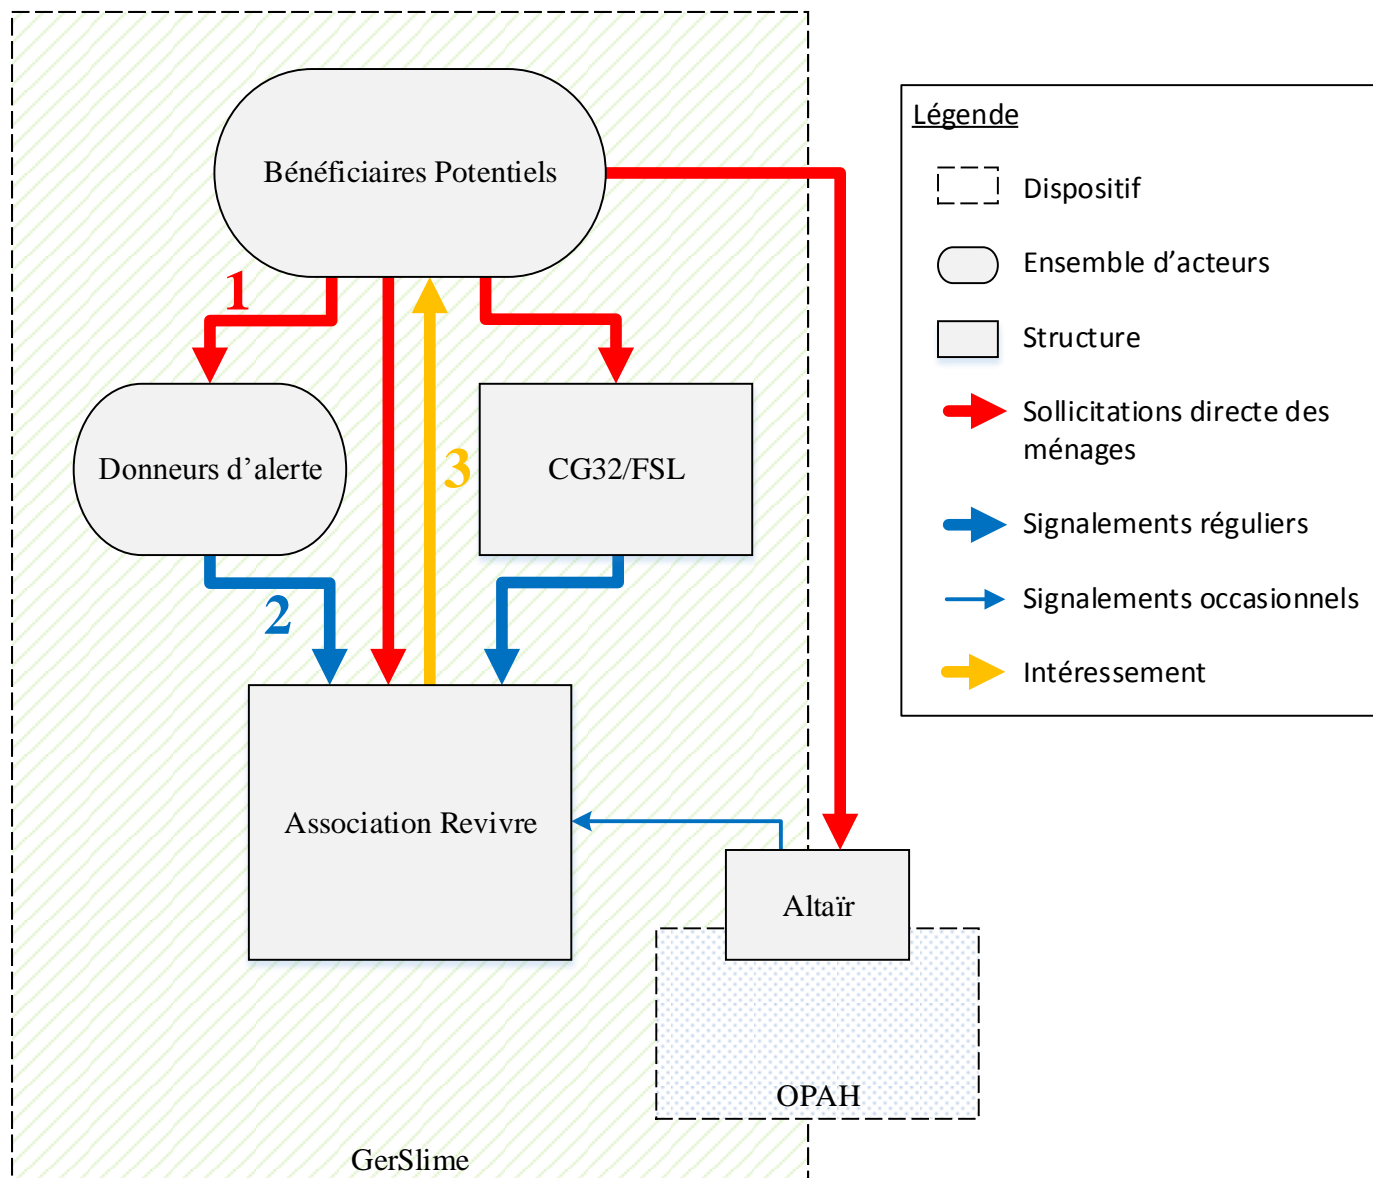 Bénéficiaires Potentiels
1
Donneurs d’alerte
3
CG32/FSL
2
Association Revivre
Altaïr
OPAH
GerSlime
Légende
Dispositif
Ensemble d’acteurs
Structure
Sollicitations directe des
ménages
Signalements réguliers
Signalements occasionnels
Intéressement